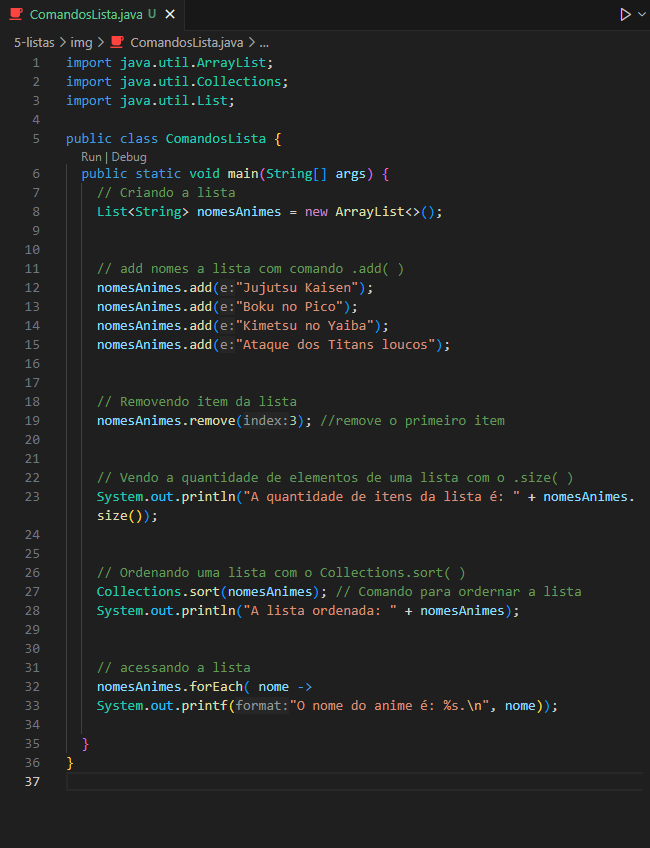 ComandosLista.java U ×
5-listas > img > ComandosLista.java > ...
1 import java.util.ArrayList;
2 import java.util.Collections;
3 import java.util.List;
4
5 public class ComandosLista {
Run | Debug
6 public static void main(String[] args) {
7 // Criando a lista
8 List<String> nomesAnimes = new ArrayList<>();
9
10
11 // add nomes a lista com comando .add( )
12 nomesAnimes.add(e:"Jujutsu Kaisen");
13 nomesAnimes.add(e:"Boku no Pico");
14 nomesAnimes.add(e:"Kimetsu no Yaiba");
15 nomesAnimes.add(e:"Ataque dos Titans loucos");
16
17
18 // Removendo item da lista
19 nomesAnimes.remove(index:3); //remove o primeiro item
20
21
22 // Vendo a quantidade de elementos de uma lista com o .size( )
23 System.out.println("A quantidade de itens da lista é: " + nomesAnimes.
size());
24
25
26 // Ordenando uma lista com o Collections.sort( )
27 Collections.sort(nomesAnimes); // Comando para ordernar a lista
28 System.out.println("A lista ordenada: " + nomesAnimes);
29
30
31 // acessando a lista
32 nomesAnimes.forEach( nome ->
33 System.out.printf(format:"O nome do anime é: %s.\n", nome));
34
35 }
36 }
37